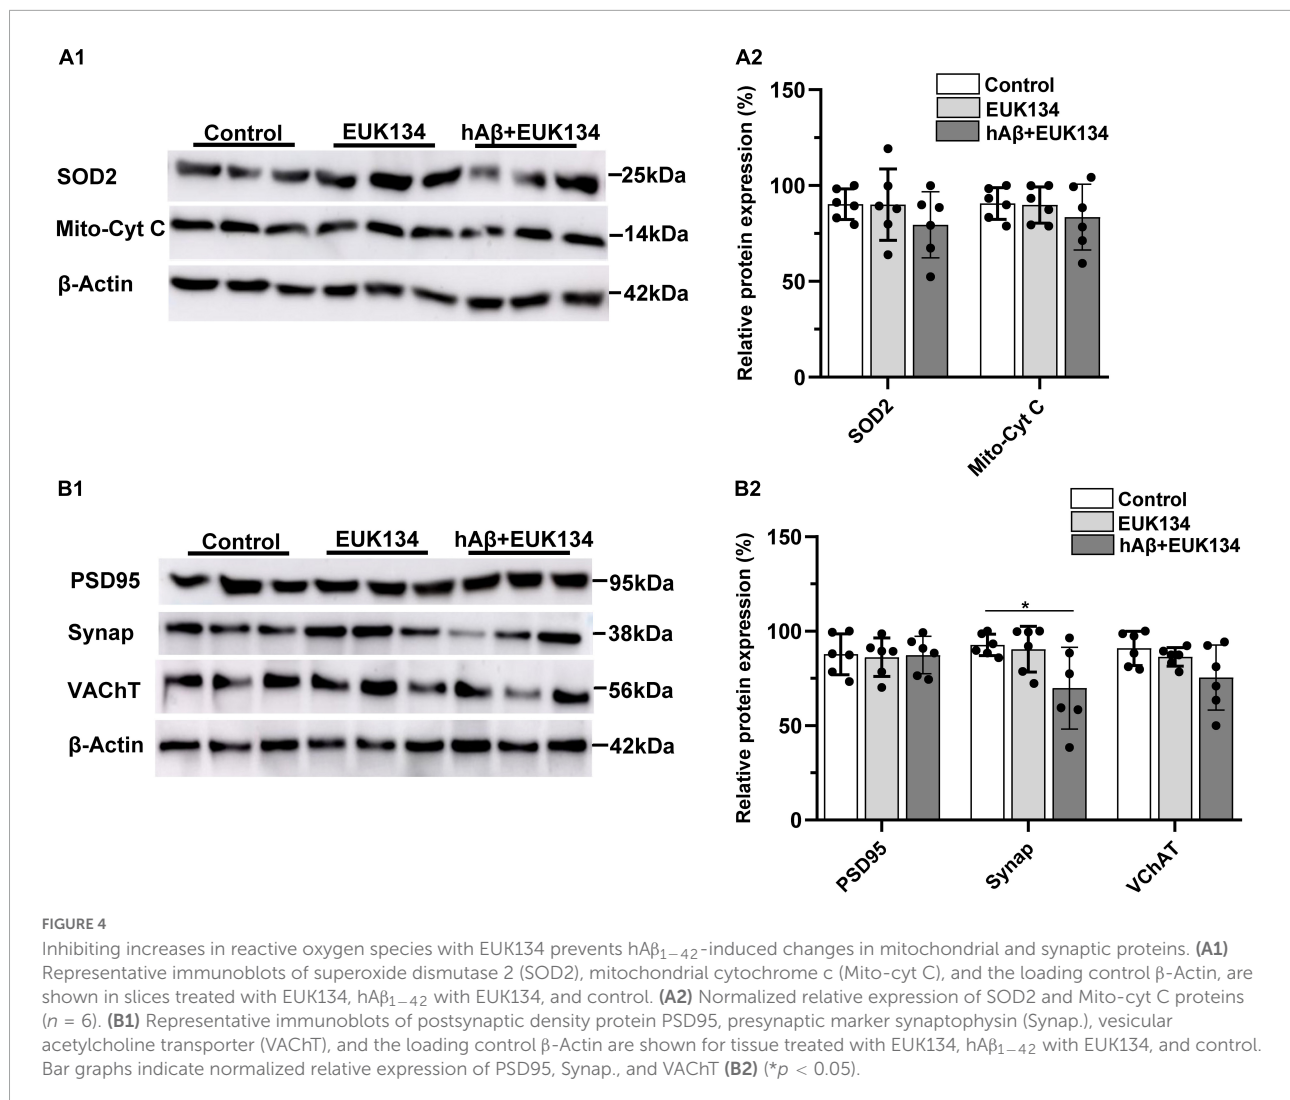 A1
Control
EUK134
hAβ+EUK134
SOD2
25kDa
Mito-Cyt C
14kDa
β-Actin
42kDa
A2
Relative protein expression (%)
150
100
50
0
Control
EUK134
hAβ+EUK134
SOD2
Mito-Cyt C
B1
Control
EUK134
hAβ+EUK134
PSD95
95kDa
Synap
38kDa
VAChT
56kDa
β-Actin
42kDa
B2
Relative protein expression (%)
150
100
50
0
Control
EUK134
hAβ+EUK134
*
PSD95
Synap
VChAT
FIGURE 4
Inhibiting increases in reactive oxygen species with EUK134 prevents hAβ1−42-induced changes in mitochondrial and synaptic proteins. (A1)
Representative immunoblots of superoxide dismutase 2 (SOD2), mitochondrial cytochrome c (Mito-cyt C), and the loading control β-Actin, are
shown in slices treated with EUK134, hAβ1−42 with EUK134, and control. (A2) Normalized relative expression of SOD2 and Mito-cyt C proteins
(n = 6). (B1) Representative immunoblots of postsynaptic density protein PSD95, presynaptic marker synaptophysin (Synap.), vesicular
acetylcholine transporter (VAChT), and the loading control β-Actin are shown for tissue treated with EUK134, hAβ1−42 with EUK134, and control.
Bar graphs indicate normalized relative expression of PSD95, Synap., and VAChT (B2) (*p < 0.05).